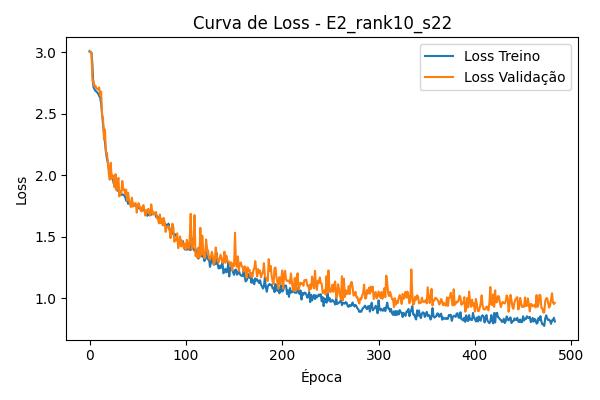 Curva de Loss - E2_rank10_s22
Loss Treino
Loss Validação
Loss
3.0
2.5
2.0
1.5
1.0
0
100
200
300
400
500
Época